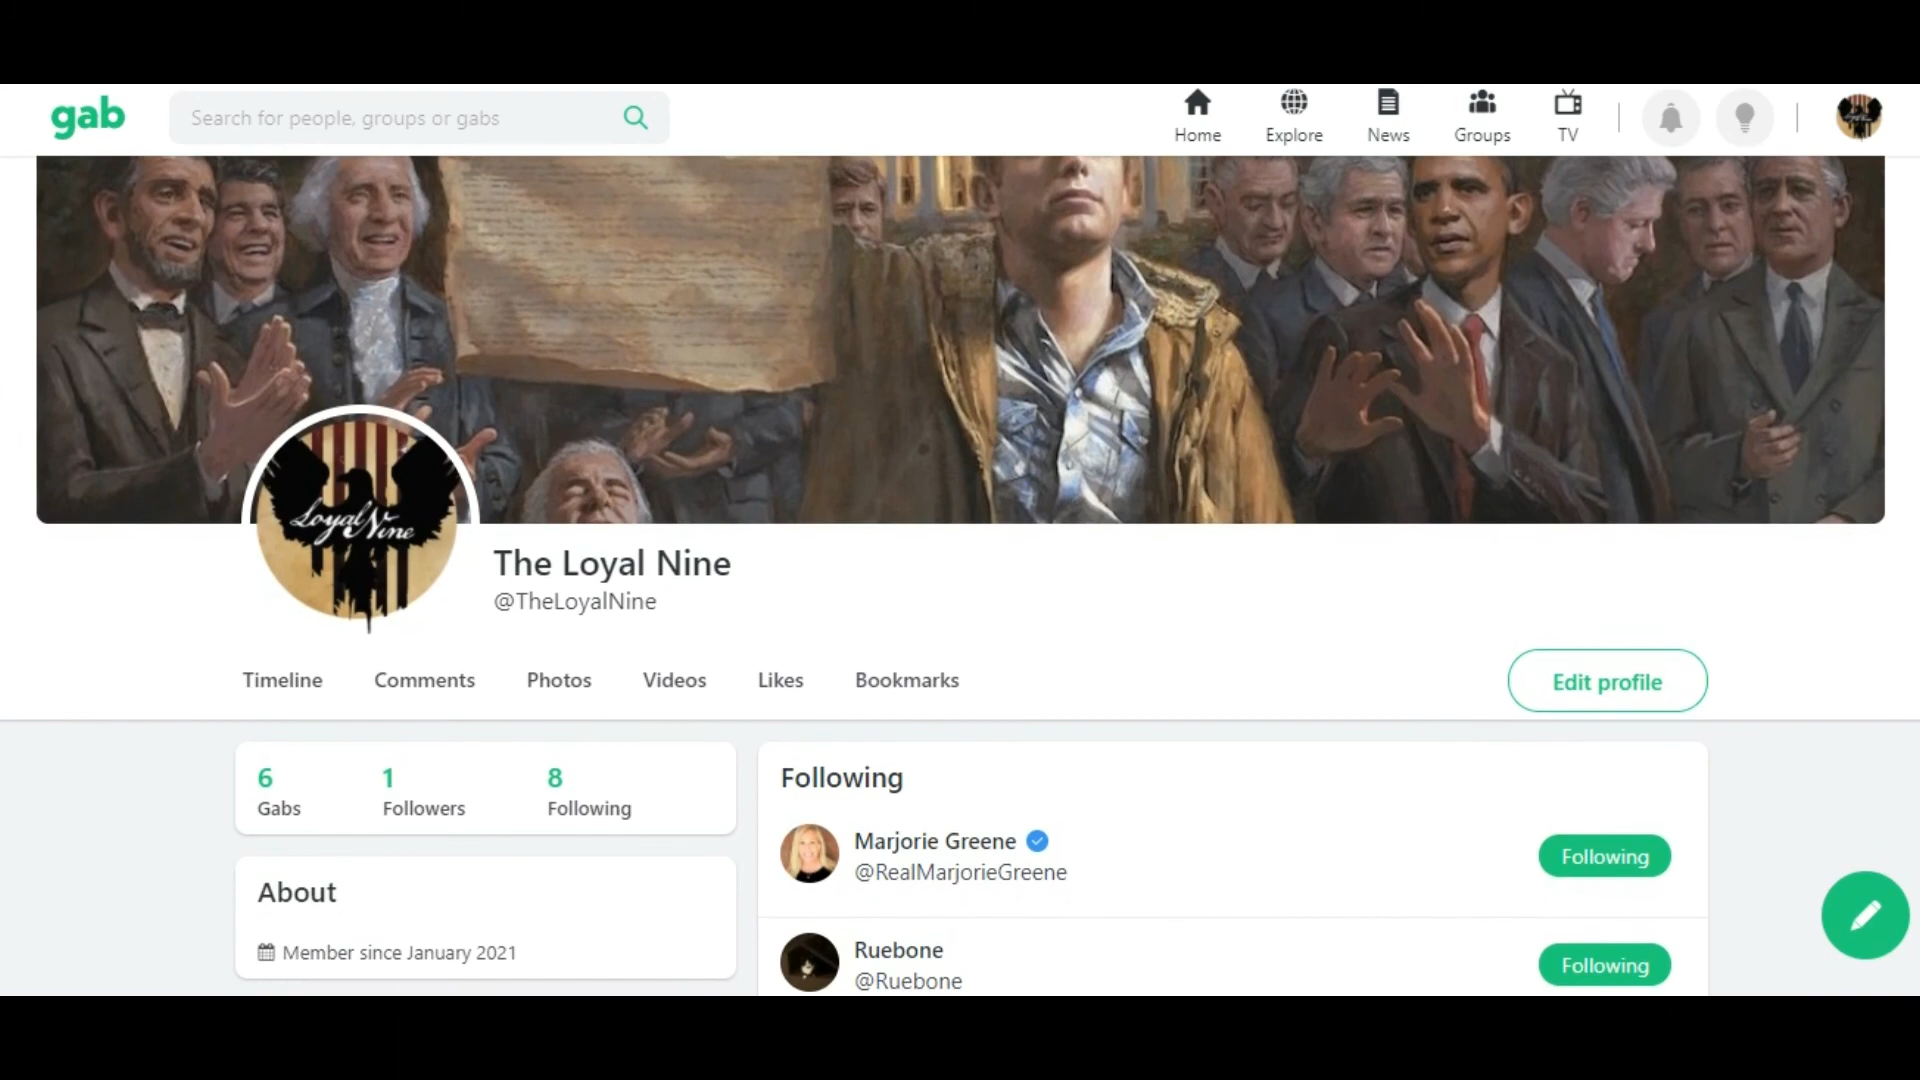 gab
Search for people, groups or gabs
Home
Explore
News
Groups
TV
Loyal Nine
The Loyal Nine
@TheLoyalNine
Timeline
Comments
Photos
Videos
Likes
Bookmarks
Edit profile
6
1
8
Gabs
Followers
Following
About
Member since January 2021
Following
Marjorie Greene
@RealMarjorieGreene
Following
Ruebone
@Ruebone
Following